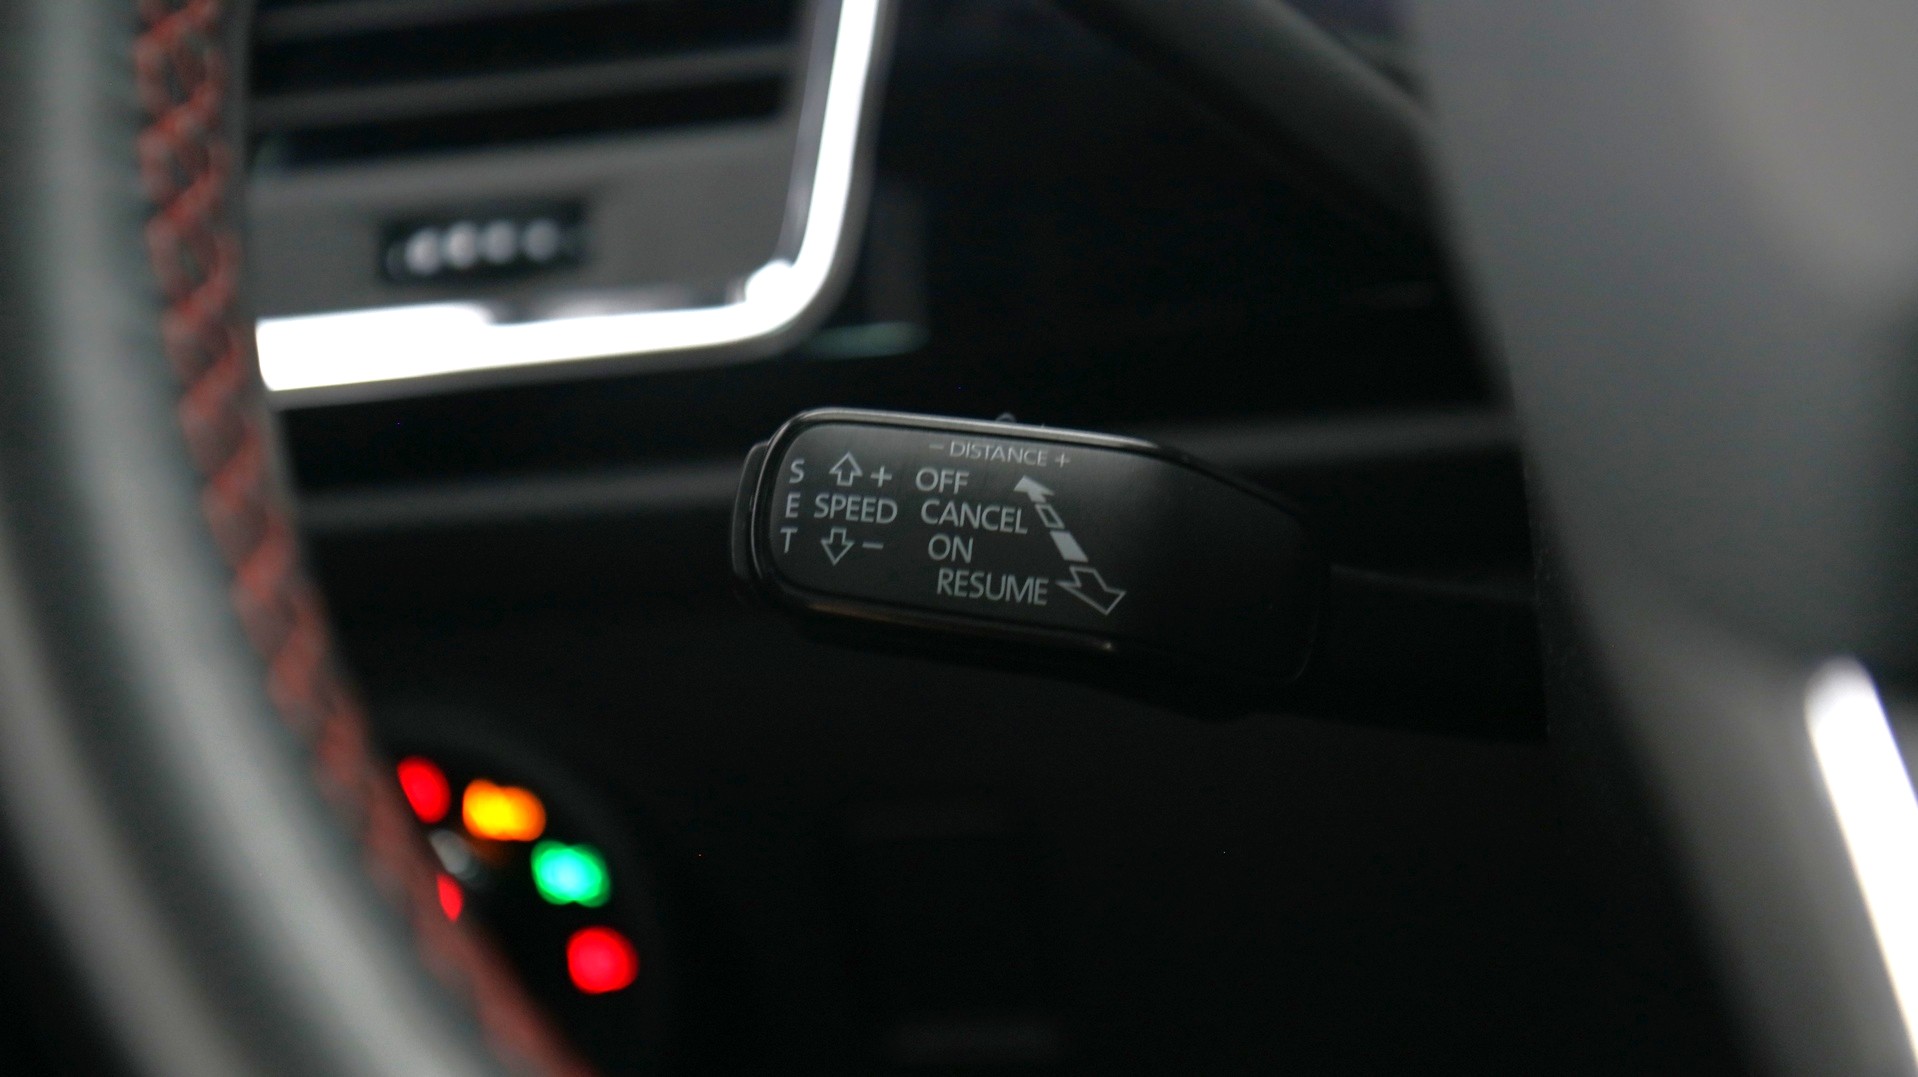 − DISTANCE +
S + OFF
E SPEED CANCEL
T − ON
RESUME